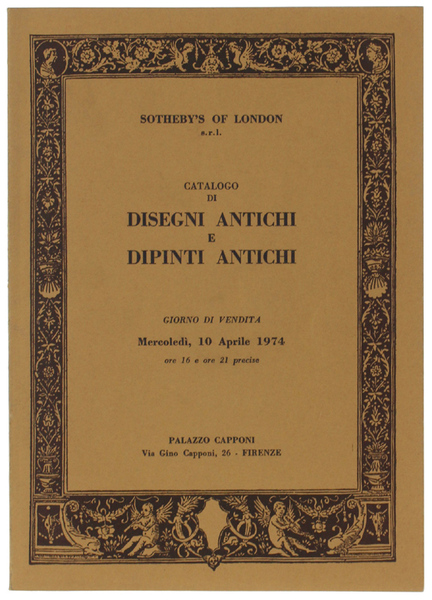 SOTHEBY'S OF LONDON
s.r.l.
CATALOGO
DI
DISEGNI ANTICHI
E
DIPINTI ANTICHI
GIORNO DI VENDITA
Mercoledì, 10 Aprile 1974
ore 16 e ore 21 precise
PALAZZO CAPPONI
Via Gino Capponi, 26 - FIRENZE